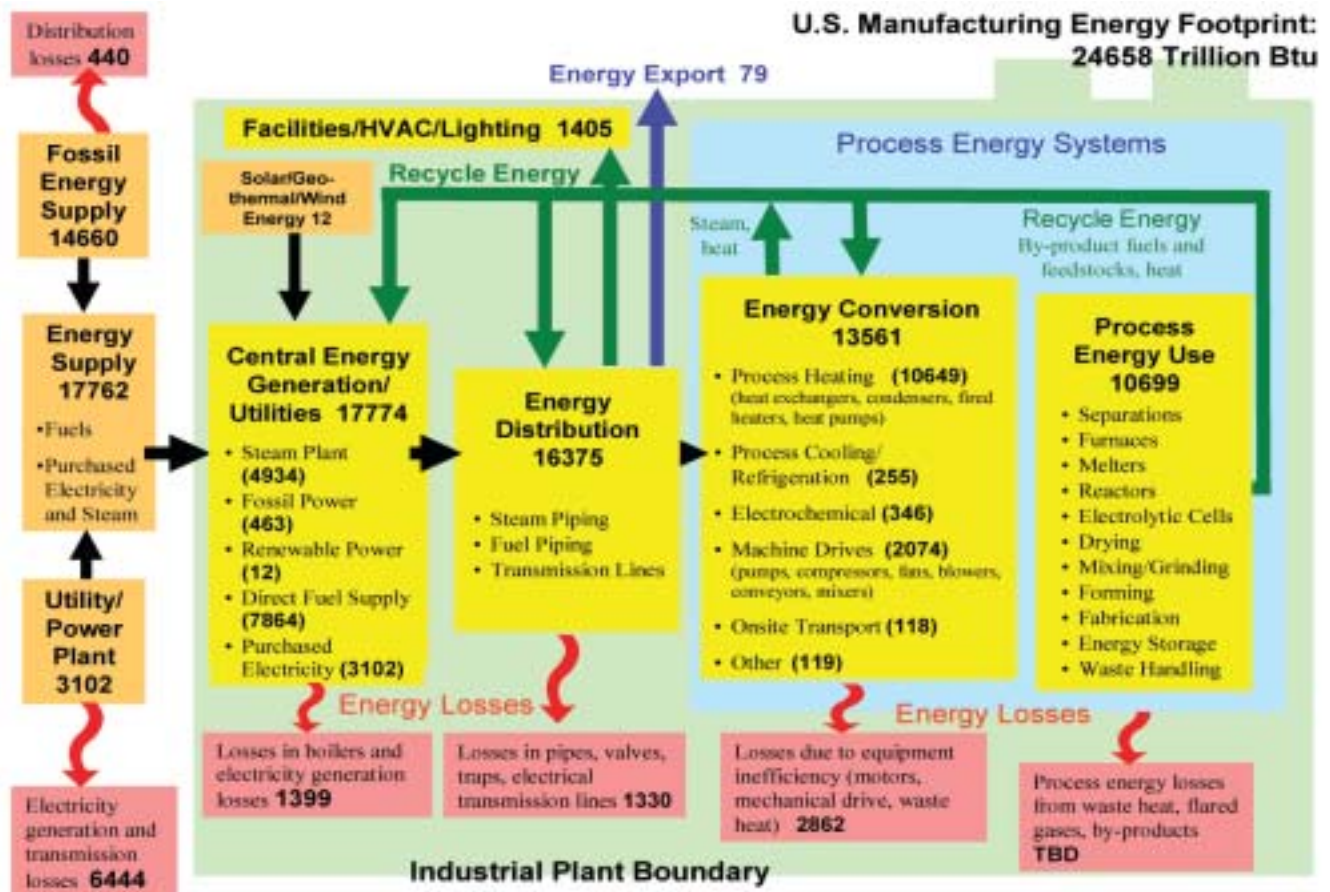 U.S. Manufacturing Energy Footprint:
24658 Trillion Btu
Distribution
losses 440
Fossil
Energy
Supply
14660
Energy
Supply
17762
•Fuels
•Purchased
Electricity
and Steam
Utility/
Power
Plant
3102
Electricity
generation and
transmission
losses 6444
Energy Export 79
Facilities/HVAC/Lighting 1405
Solar/Geo-
thermal/Wind
Energy 12
Recycle Energy
Central Energy
Generation/
Utilities 17774
• Steam Plant
(4934)
• Fossil Power
(463)
• Renewable Power
(12)
• Direct Fuel Supply
(7864)
• Purchased
Electricity (3102)
Energy
Distribution
16375
• Steam Piping
• Fuel Piping
• Transmission Lines
Process Energy Systems
Steam,
heat
Recycle Energy
By-product fuels and
feedstocks, heat
Energy Conversion
13561
• Process Heating (10649)
(heat exchangers, condensers, fired
heaters, heat pumps)
• Process Cooling/
Refrigeration (255)
• Electrochemical (346)
• Machine Drives (2074)
(pumps, compressors, fans, blowers,
conveyors, mixers)
• Onsite Transport (118)
• Other (119)
Process
Energy Use
10699
• Separations
• Furnaces
• Melters
• Reactors
• Electrolytic Cells
• Drying
• Mixing/Grinding
• Forming
• Fabrication
• Energy Storage
• Waste Handling
Energy Losses
Energy Losses
Losses in boilers and
electricity generation
losses 1399
Losses in pipes, valves,
traps, electrical
transmission lines 1330
Losses due to equipment
inefficiency (motors,
mechanical drive, waste
heat) 2862
Process energy losses
from waste heat, flared
gases, by-products
TBD
Industrial Plant Boundary